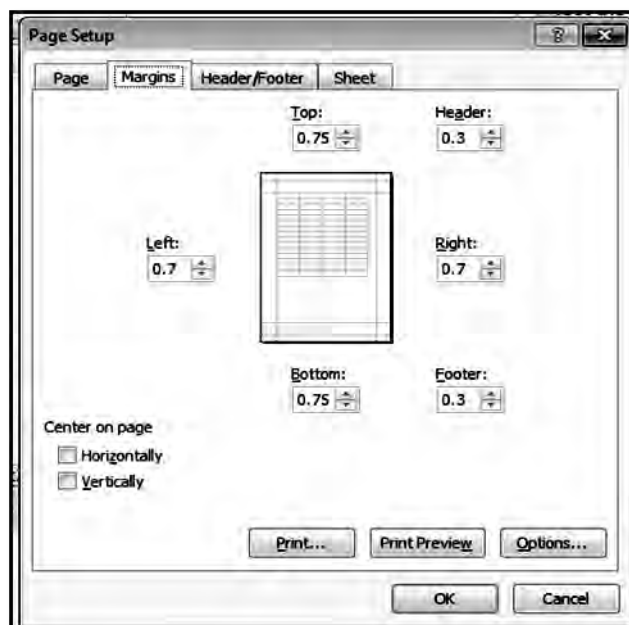 Page Setup
Page Margins Header/Footer Sheet
Top: Header:
0.75 0.3
Left: Right:
0.7 0.7
Bottom: Footer:
0.75 0.3
Center on page
Horizontally
Vertically
Print... Print Preview Options...
OK Cancel